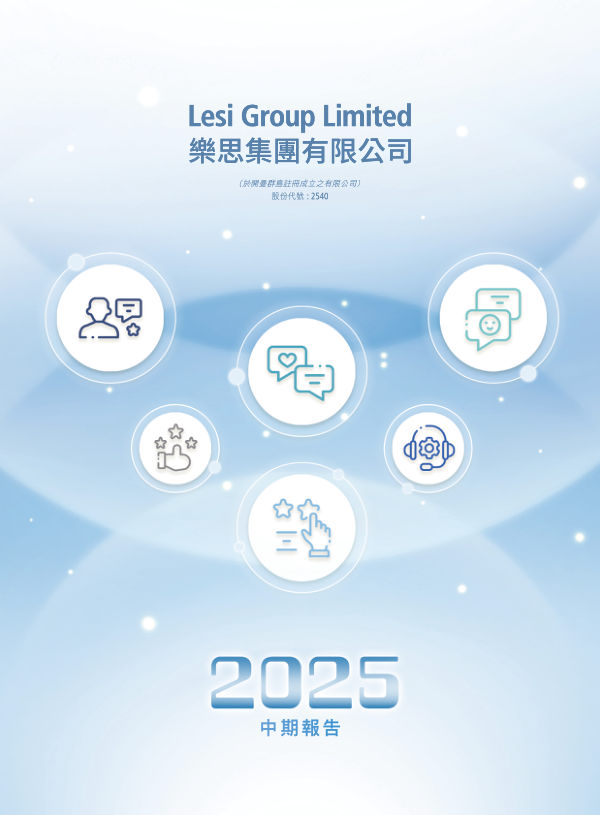 Lesi Group Limited
樂思集團有限公司
(於開曼群島註冊成立之有限公司)
股份代號 : 2540
2025
中期報告